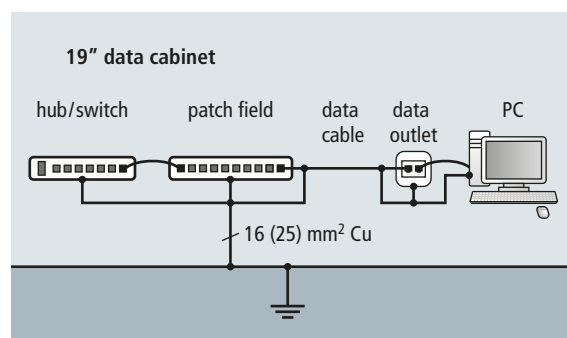 19″ data cabinet
hub/switch
patch field
data
cable
data
outlet
PC
16 (25) mm² Cu